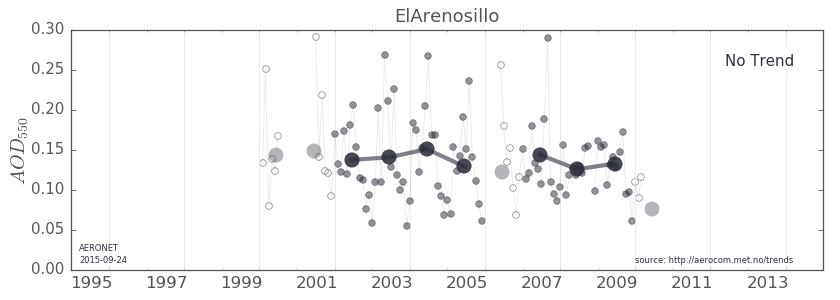 ElArenosillo
0.30
0.25
0.20
0.15
0.10
0.05
0.00
AOD550
No Trend
AERONET
2015-09-24
source: http://aerocom.met.no/trends
1995 1997 1999 2001 2003 2005 2007 2009 2011 2013